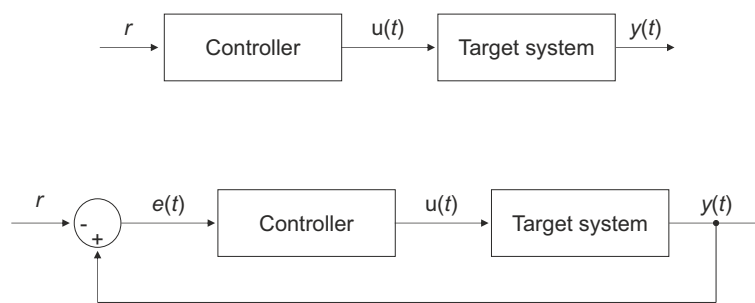 r
Controller
u(t)
Target system
y(t)
r
-
+
e(t)
Controller
u(t)
Target system
y(t)